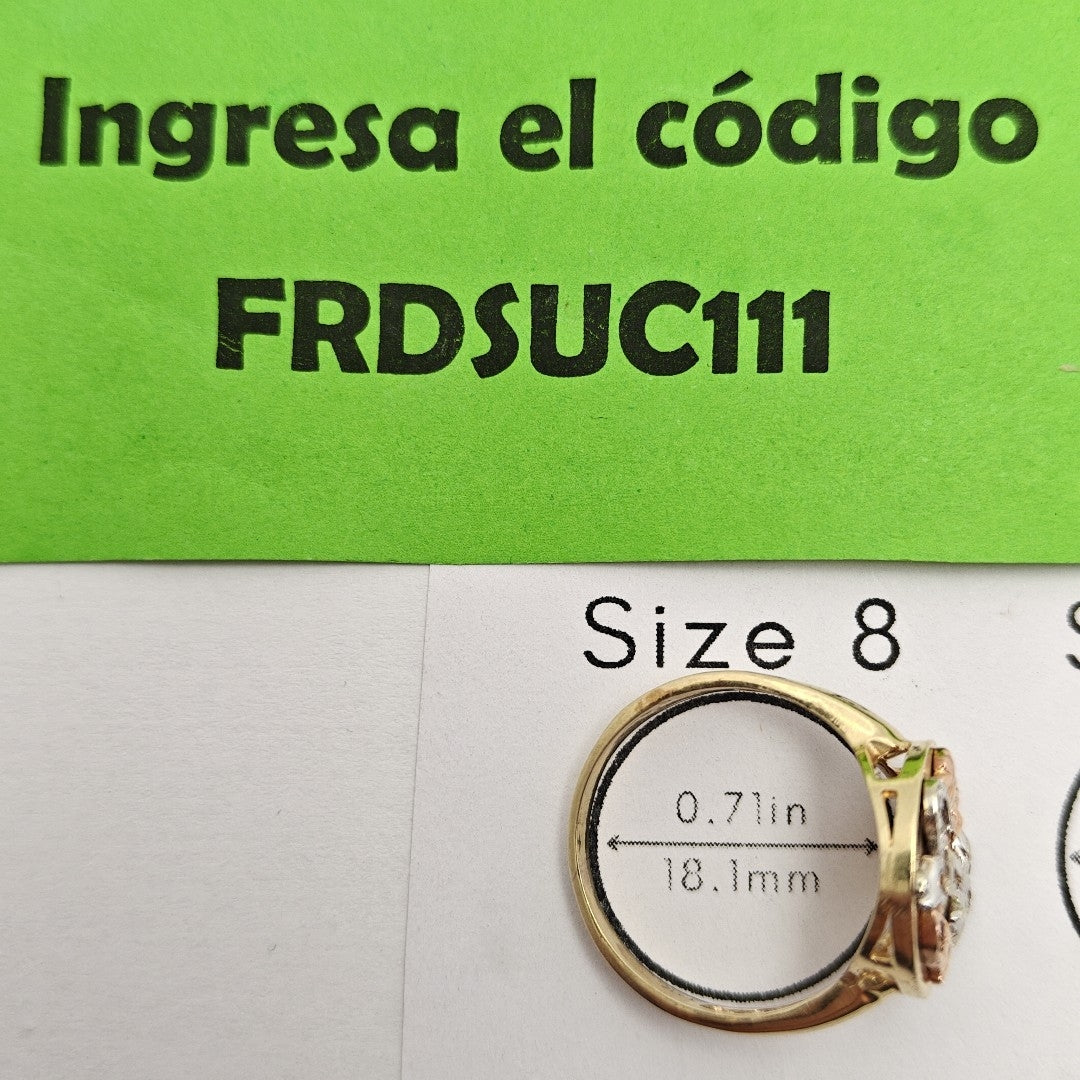 Ingresa el código
FRDSUC111
Size 8
0.71in
18.1mm